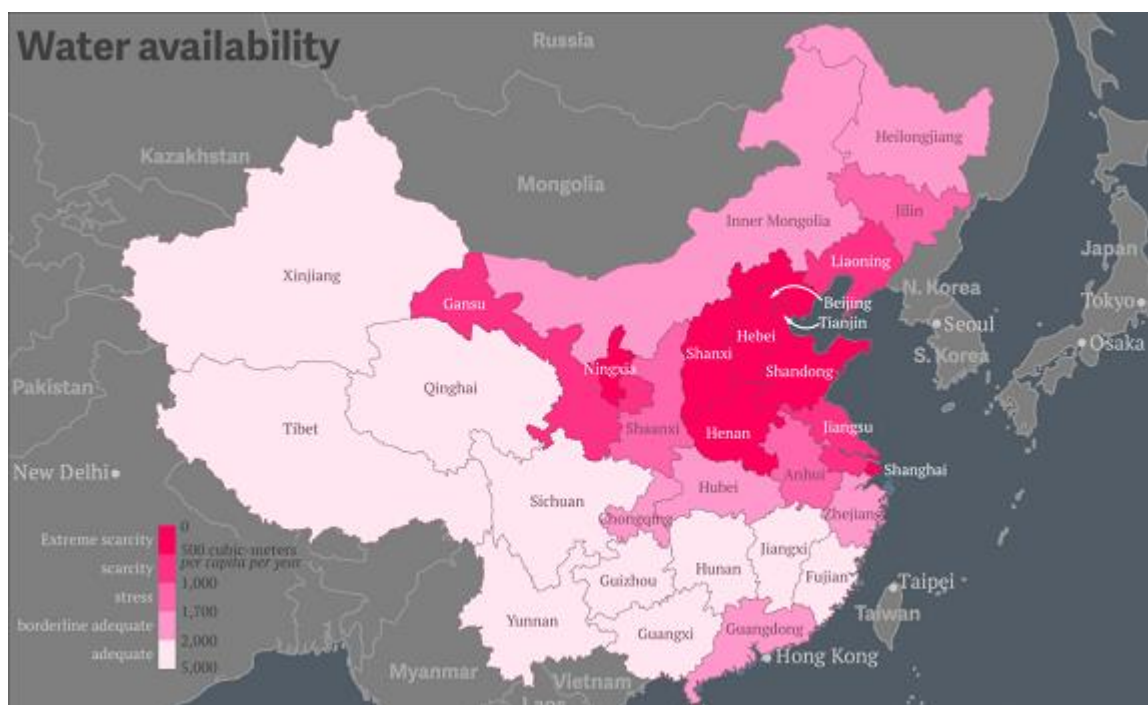 Water availability
Russia
Kazakhstan
Mongolia
Heilongjiang
Jilin
Inner Mongolia
Liaoning
Japan
Xinjiang
Gansu
Beijing
Tianjin
N. Korea
Tokyo
Seoul
Osaka
Hebei
Shanxi
S. Korea
Ningxia
Shandong
Pakistan
Qinghai
Tibet
Shaanxi
Henan
Jiangsu
New Delhi
Shanghai
Sichuan
Hubei
Anhui
Chongqing
Zhejiang
Extreme scarcity
scarcity
stress
borderline adequate
adequate
0
500 cubic-meters
per capita per year
1,000
1,700
2,000
5,000
Jiangxi
Hunan
Guizhou
Fujian
Taipei
Taiwan
Yunnan
Guangxi
Guangdong
Hong Kong
Myanmar
Vietnam
Laos